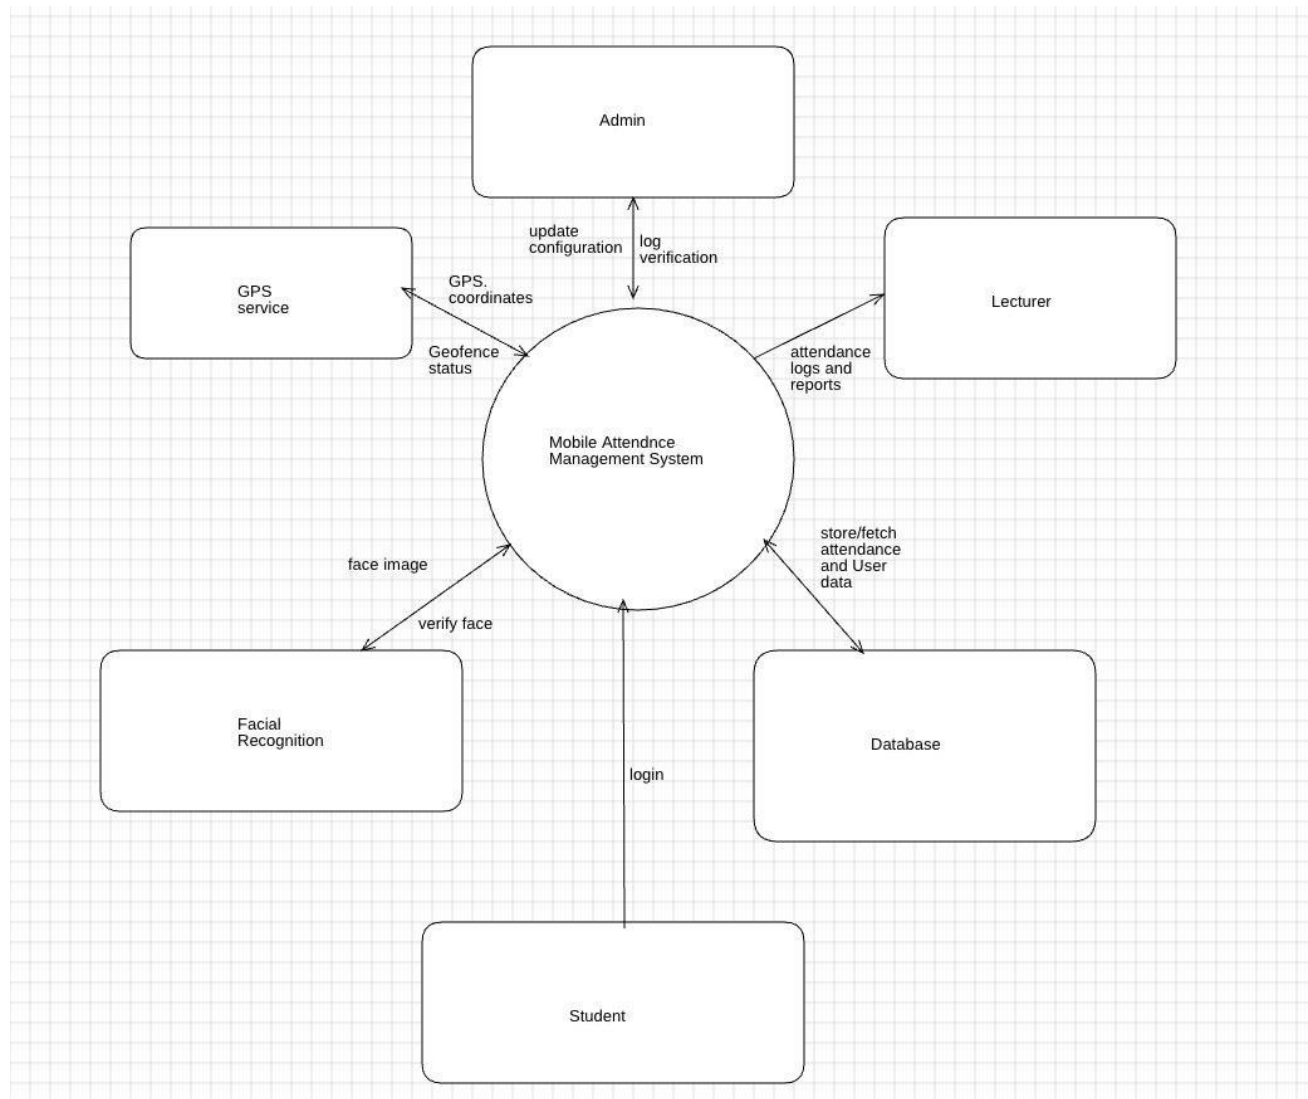 Admin
update
configuration
log
verification
GPS
service
GPS.
coordinates
Geofence
status
Lecturer
attendance
logs and
reports
Mobile Attendnce
Management System
store/fetch
attendance
and User
data
face image
verify face
Facial
Recognition
Database
login
Student